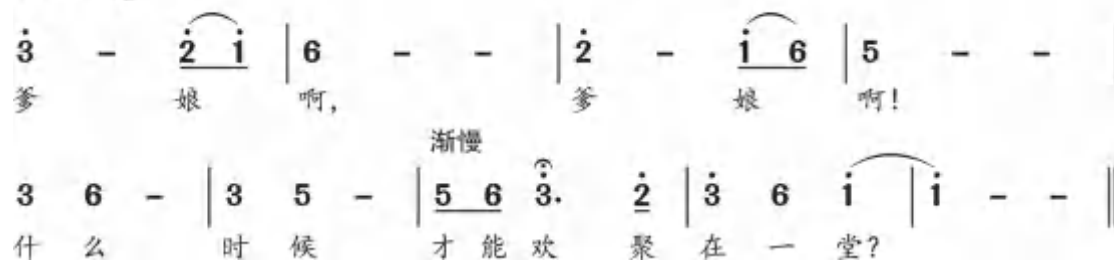 3 - 2 1 | 6 - - | 2 - 1 6 | 5 - -
爹 娘 啊, 爹 娘 啊!
渐慢
3 6 - | 3 5 - | 5 6 3. 2 | 3 6 1 | 1 - - ‖
什 么 时 候 才 能 欢 聚 在 一 堂?